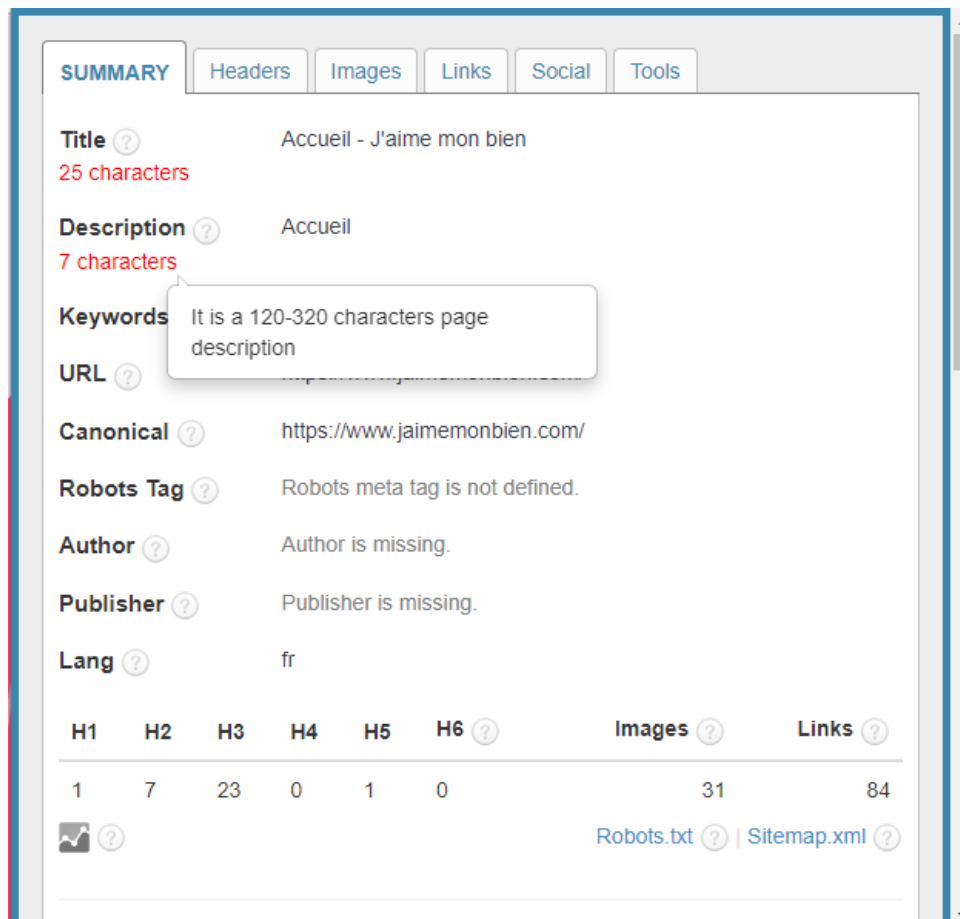 SUMMARY Headers Images Links Social Tools
Title ? Accueil - J'aime mon bien
25 characters
Description ? Accueil
7 characters
Keywords
It is a 120-320 characters page
description
URL ?
Canonical ? https://www.jaimemonbien.com/
Robots Tag ? Robots meta tag is not defined.
Author ? Author is missing.
Publisher ? Publisher is missing.
Lang ? fr
H1 H2 H3 H4 H5 H6 ? Images ? Links ?
1 7 23 0 1 0 31 84
? Robots.txt ? | Sitemap.xml ?